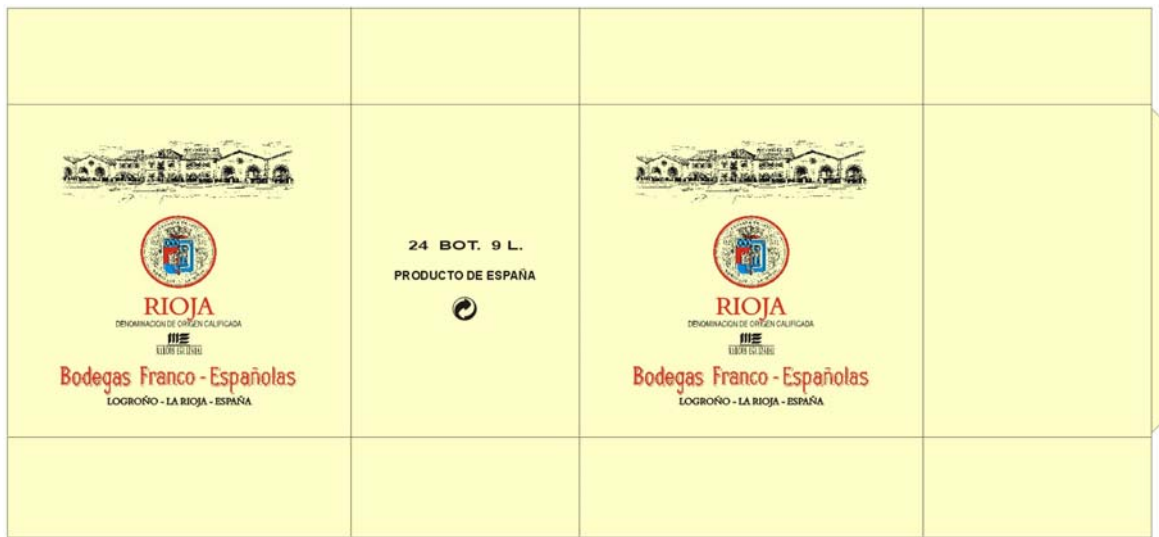 RIOJA
DENOMINACION DE ORIGEN CALIFICADA
Bodegas Franco - Españolas
LOGROÑO - LA RIOJA - ESPAÑA
24 BOT. 9 L.
PRODUCTO DE ESPAÑA
RIOJA
DENOMINACION DE ORIGEN CALIFICADA
Bodegas Franco - Españolas
LOGROÑO - LA RIOJA - ESPAÑA